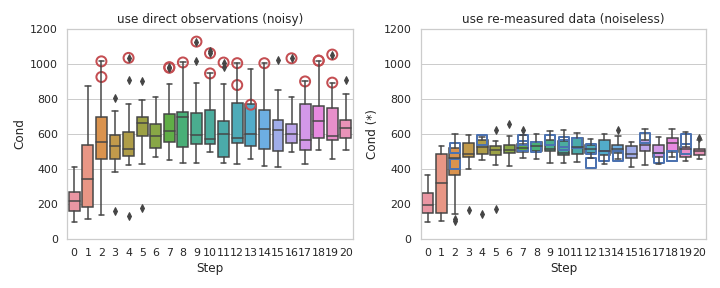 use direct observations (noisy)
1200
1000
800
600
400
200
0
Cond
0 1 2 3 4 5 6 7 8 9 10 11 12 13 14 15 16 17 18 19 20
Step
use re-measured data (noiseless)
1200
1000
800
600
400
200
0
Cond (*)
0 1 2 3 4 5 6 7 8 9 10 11 12 13 14 15 16 17 18 19 20
Step